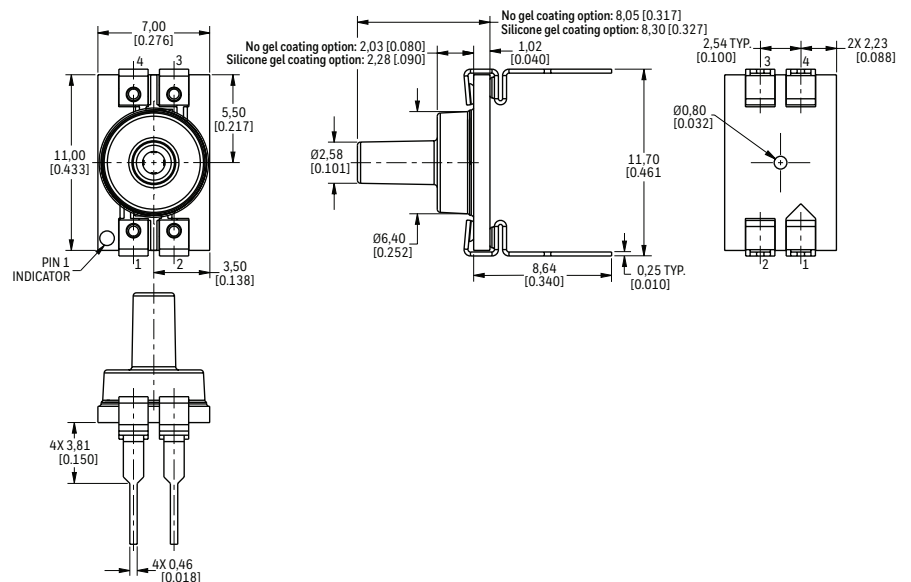 No gel coating option: 8,05 [0.317]
Silicone gel coating option: 8,30 [0.327]
7,00
[0.276]
No gel coating option: 2,03 [0.080]
Silicone gel coating option: 2,28 [.090]
1,02
[0.040]
2,54 TYP.
[0.100]
2X 2,23
[0.088]
4
3
3
4
5,50
[0.217]
Ø0,80
[0.032]
11,00
[0.433]
Ø2,58
[0.101]
11,70
[0.461
Ø6,40
[0.252]
PIN 1
INDICATOR
1
2
3,50
[0.138]
8,64
[0.340]
0,25 TYP.
[0.010]
2
1
4X 3,81
[0.150]
4X 0,46
[0.018]